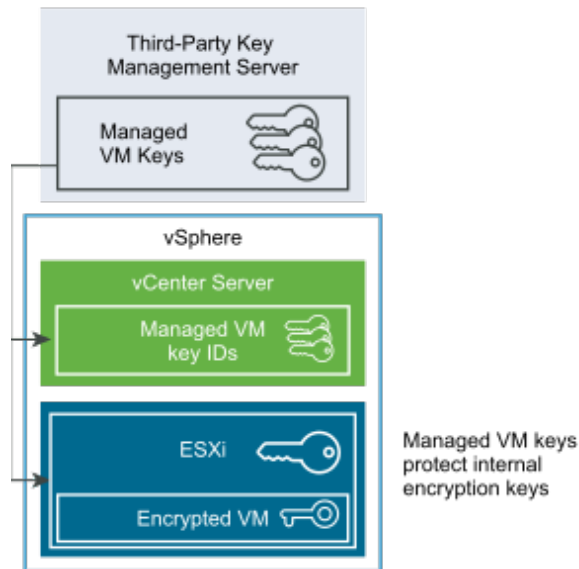 Third-Party Key
Management Server
Managed
VM Keys
vSphere
vCenter Server
Managed VM
key IDs
ESXi
Encrypted VM
Managed VM keys
protect internal
encryption keys